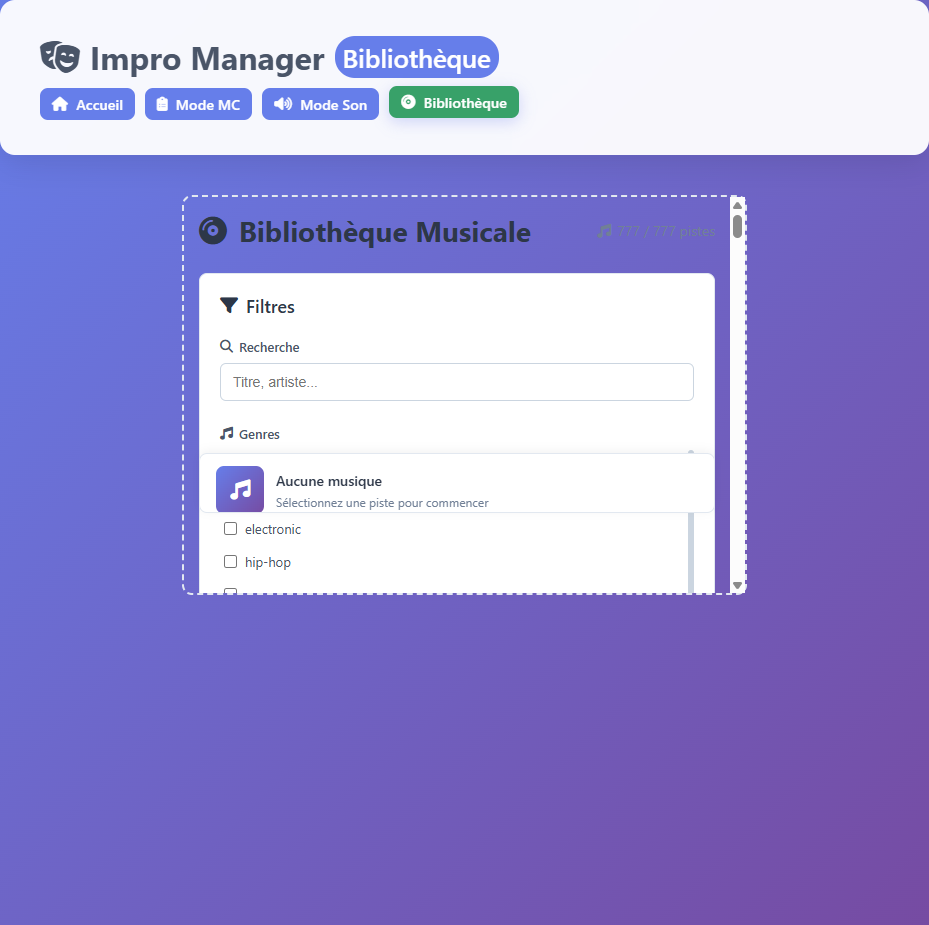 Impro Manager Bibliothèque
Accueil Mode MC Mode Son Bibliothèque
Bibliothèque Musicale 777 / 777 pistes
Filtres
Recherche
Titre, artiste...
Genres
Aucune musique
Sélectionnez une piste pour commencer
electronic
hip-hop